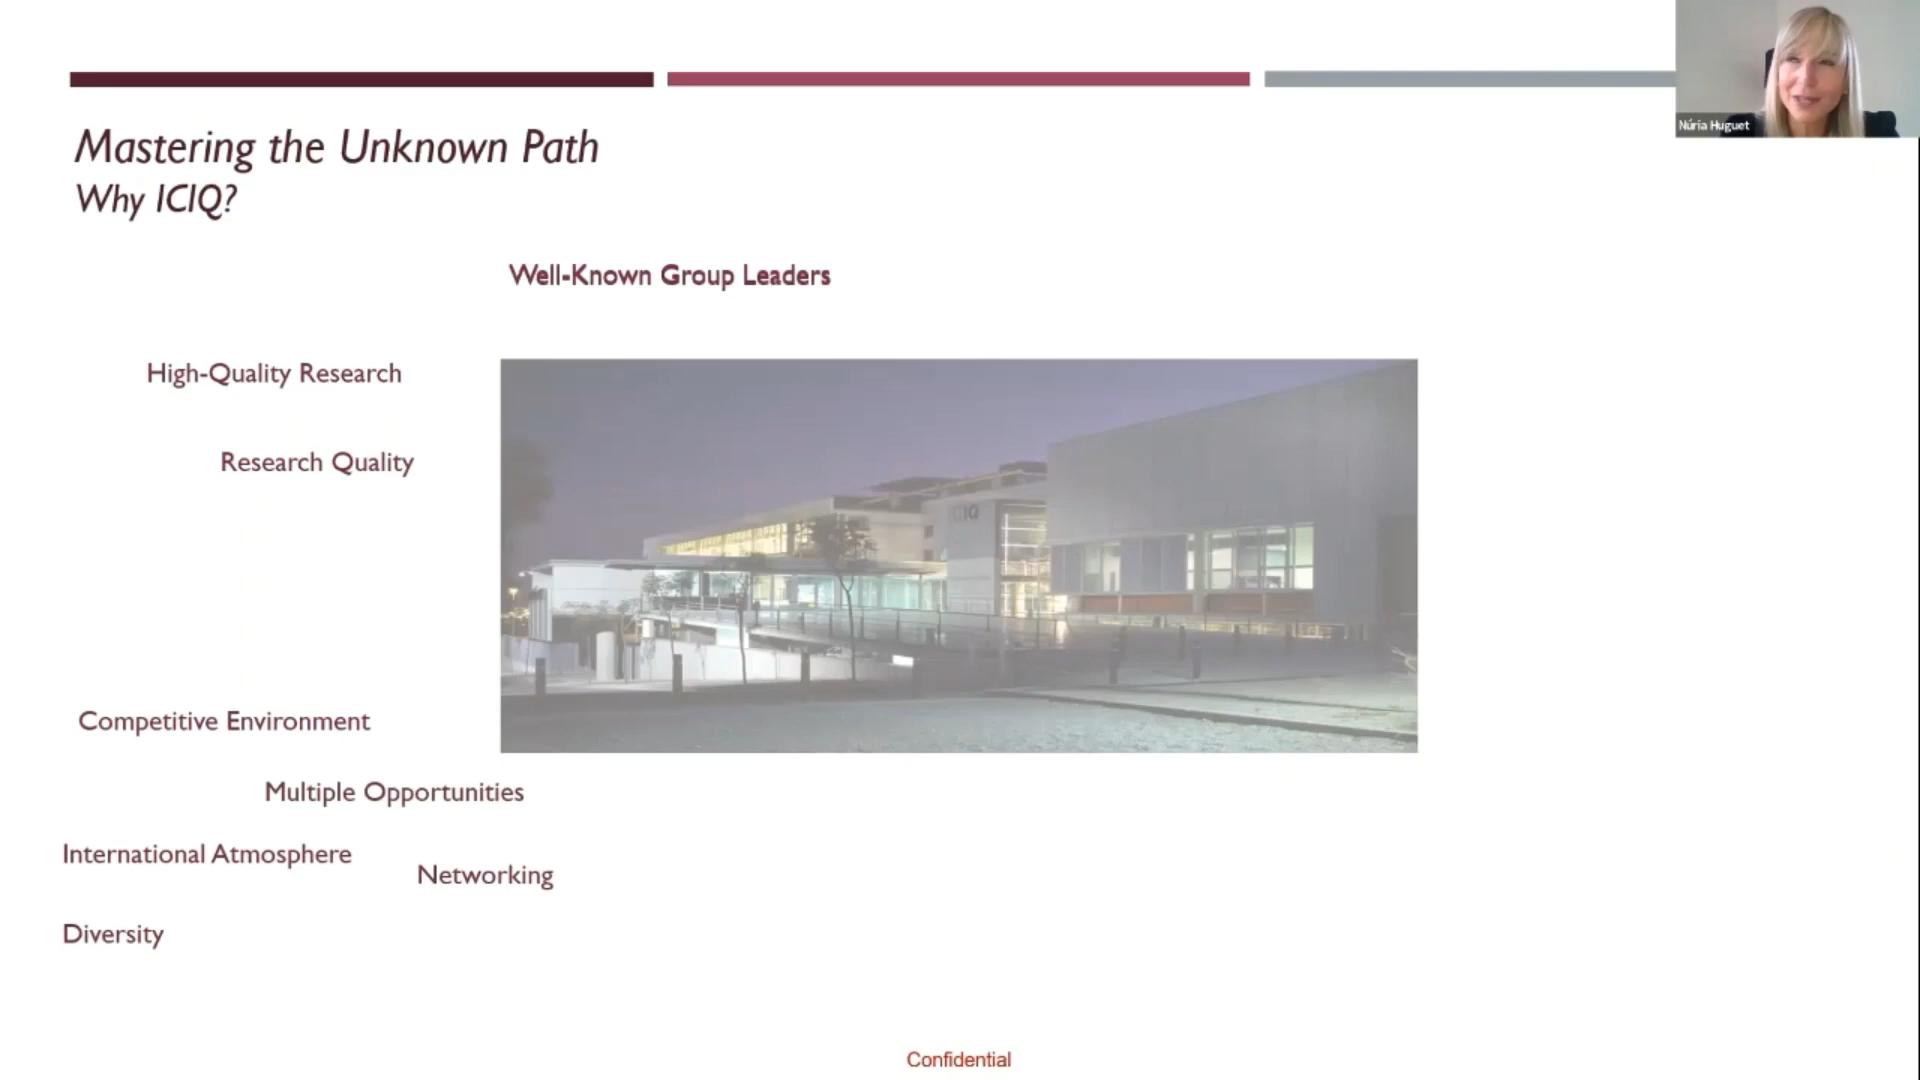 Núria Huguet
Mastering the Unknown Path
Why ICIQ?
Well-Known Group Leaders
High-Quality Research
Research Quality
ICIQ
Competitive Environment
Multiple Opportunities
International Atmosphere
Networking
Diversity
Confidential